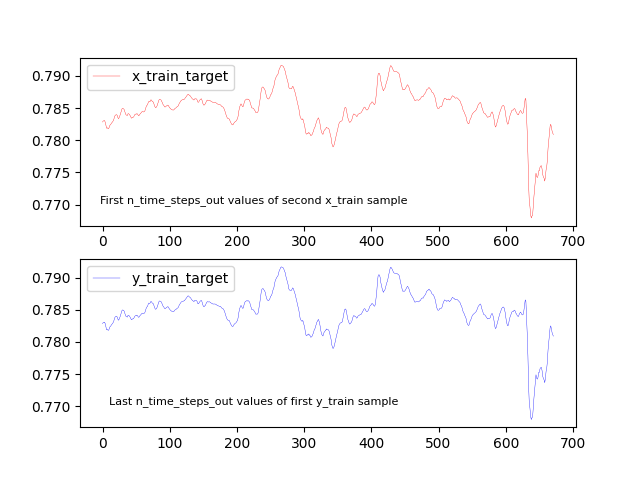 0.790
0.785
0.780
0.775
0.770
x_train_target
First n_time_steps_out values of second x_train sample
0 100 200 300 400 500 600 700
0.790
0.785
0.780
0.775
0.770
y_train_target
Last n_time_steps_out values of first y_train sample
0 100 200 300 400 500 600 700